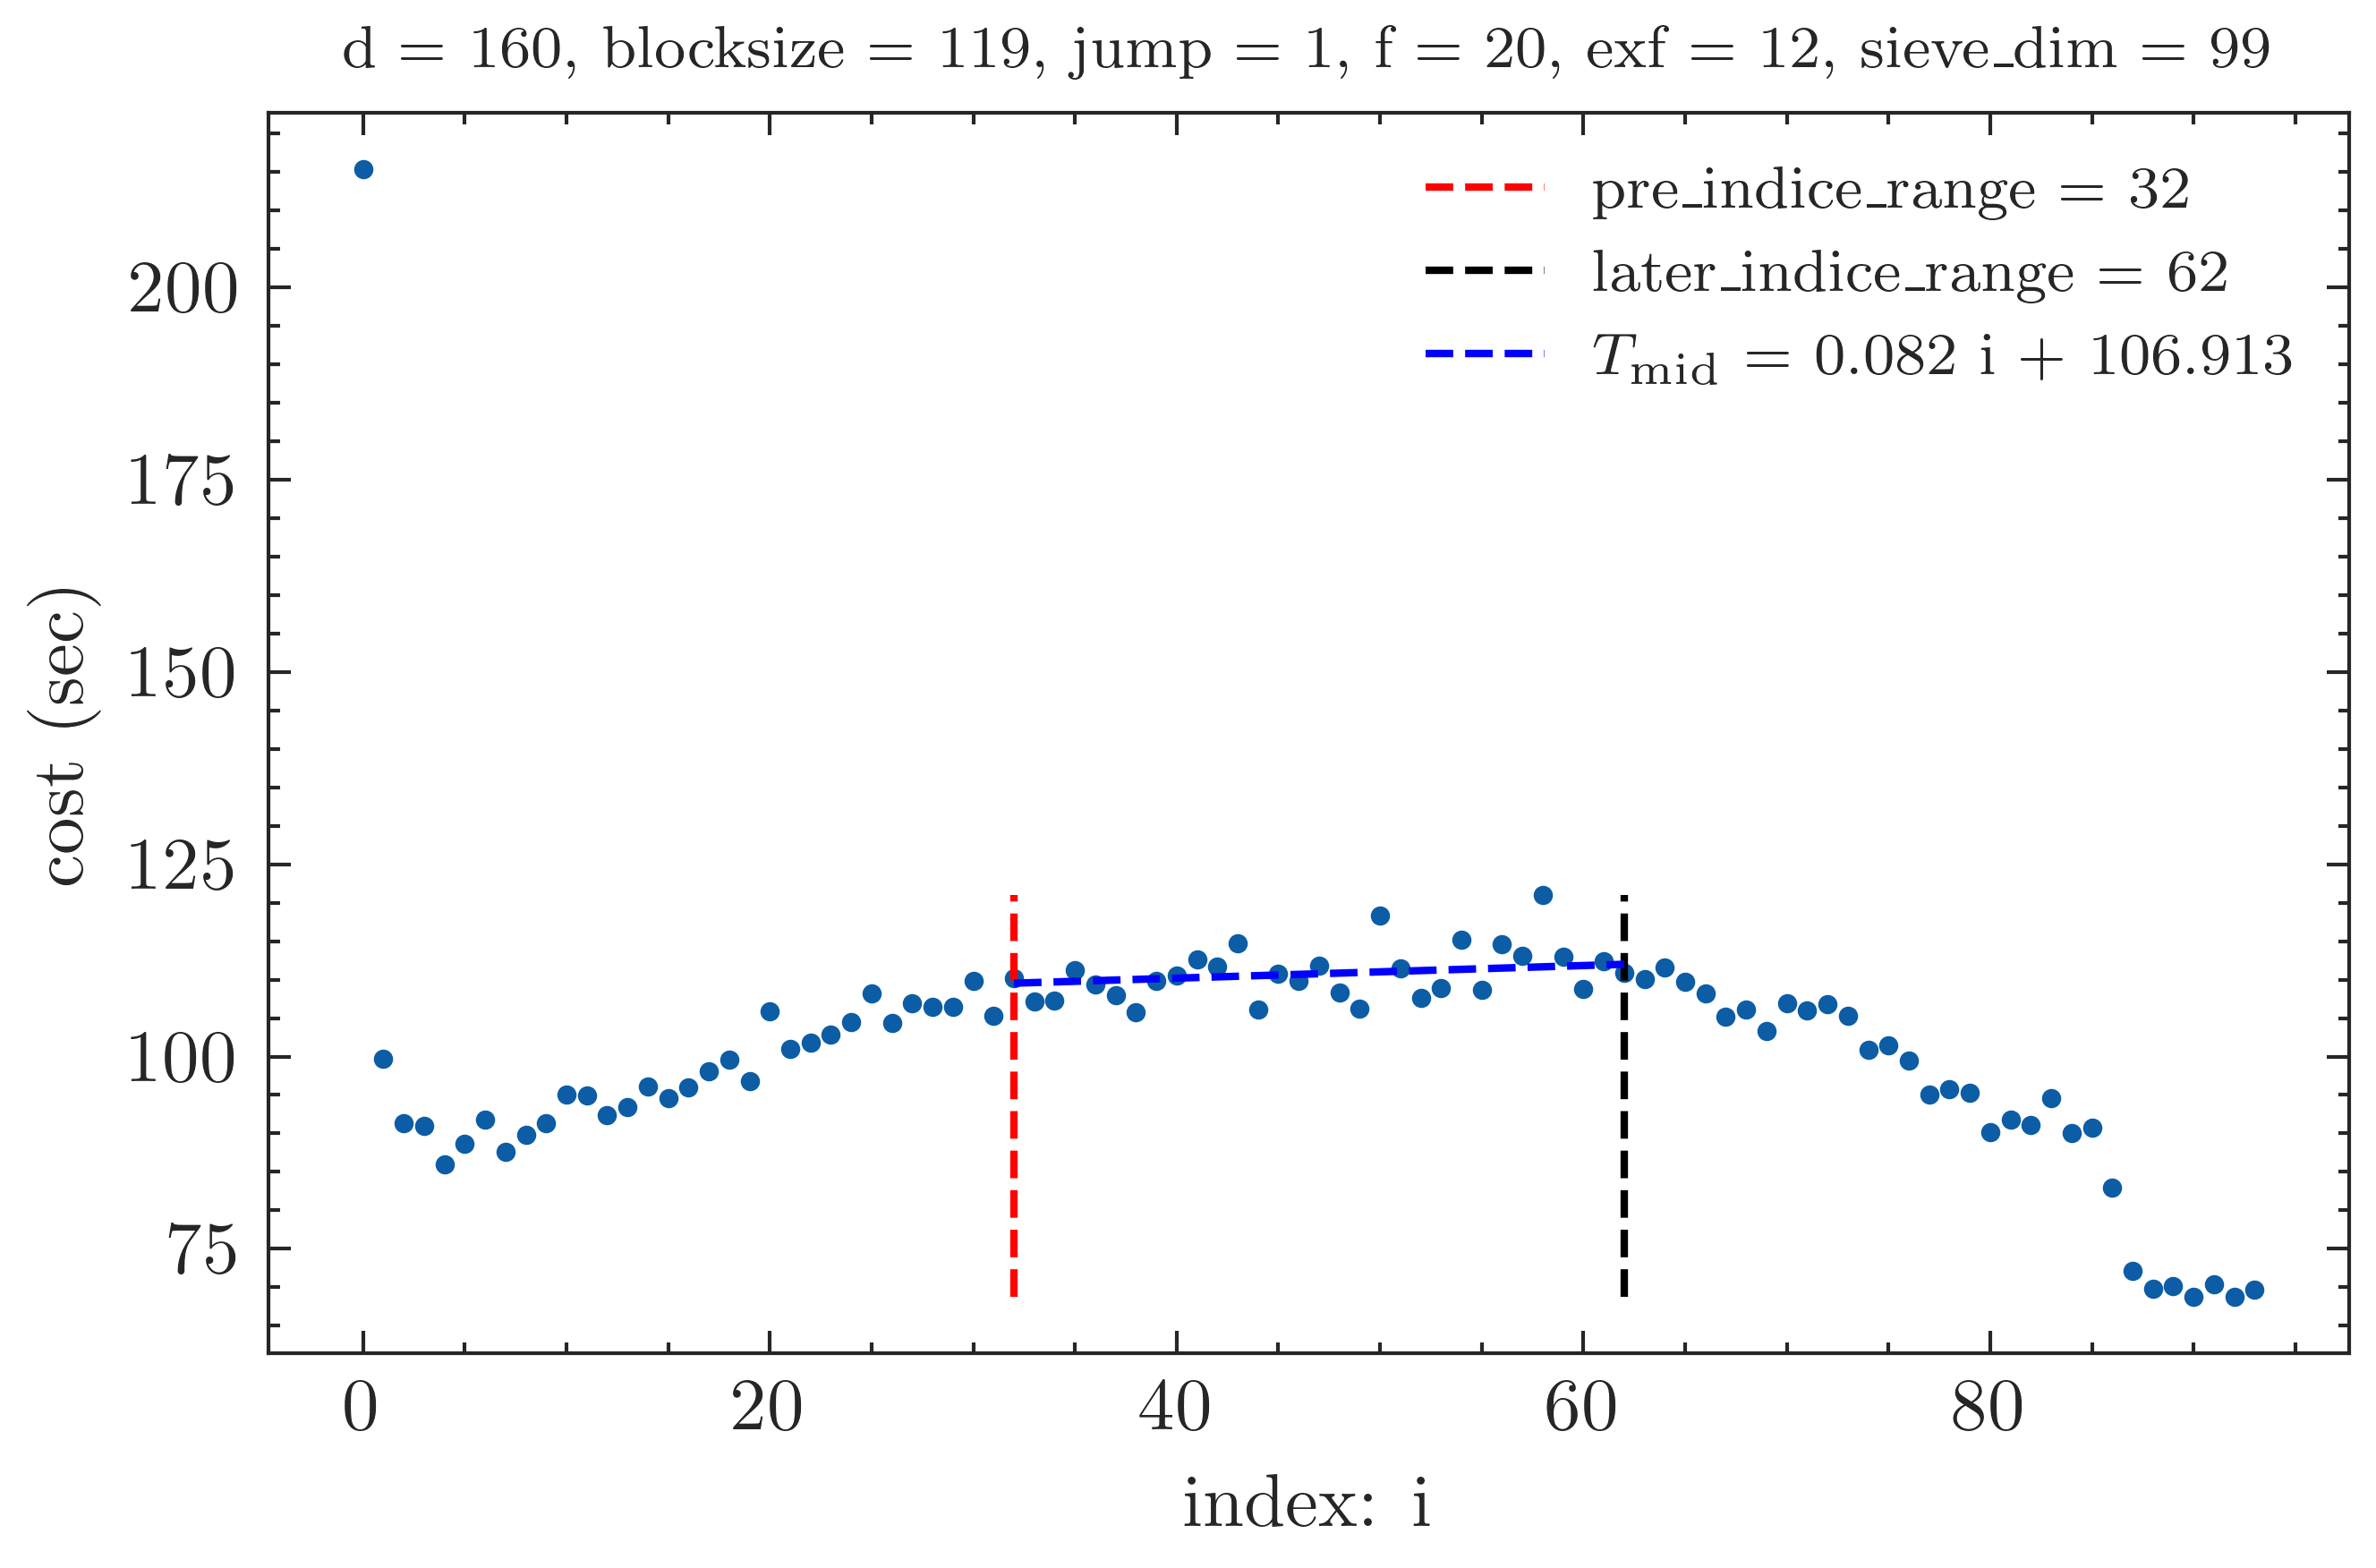 d = 160, blocksize = 119, jump = 1, f = 20, exf = 12, sieve_dim = 99
pre_indice_range = 32
later_indice_range = 62
T_mid = 0.082 i + 106.913
cost (sec)
200
175
150
125
100
75
0 20 40 60 80
index: i